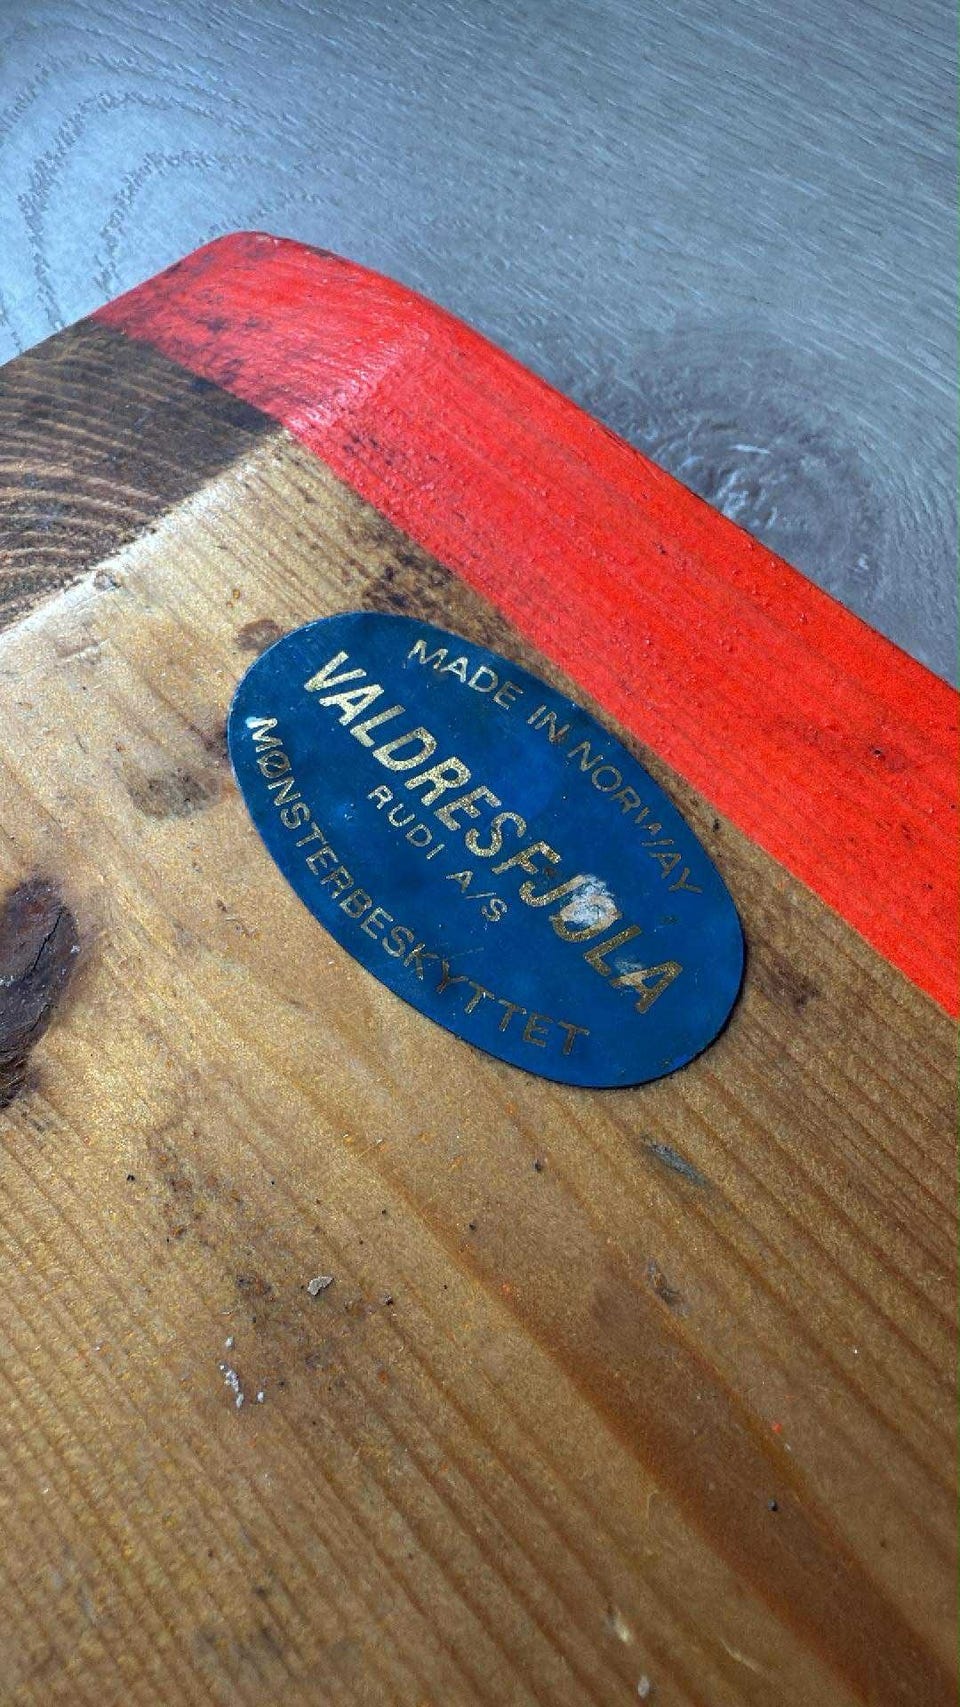 MADE IN NORWAY
VALDRESFJØLA
RUDI A/S
MØNSTERBESKYTTET